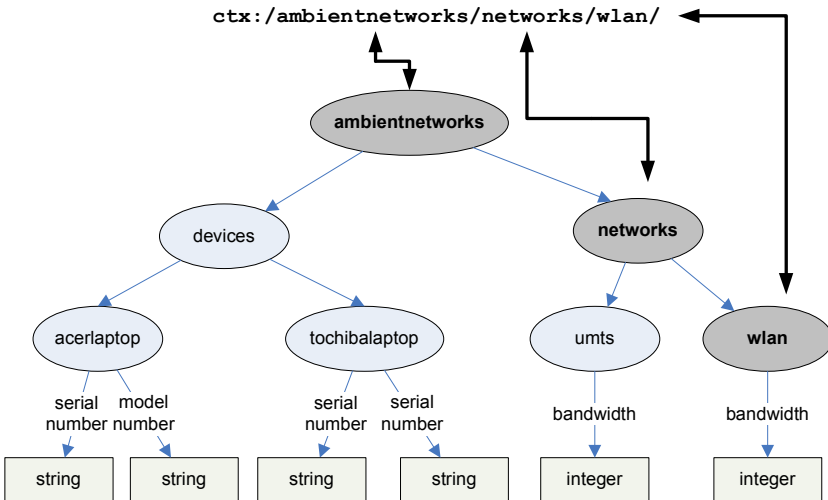 ctx:/ambientnetworks/networks/wlan/
ambientnetworks
devices
networks
acerlaptop
tochibalaptop
umts
wlan
serial
number
model
number
serial
number
serial
number
bandwidth
bandwidth
string
string
string
string
integer
integer